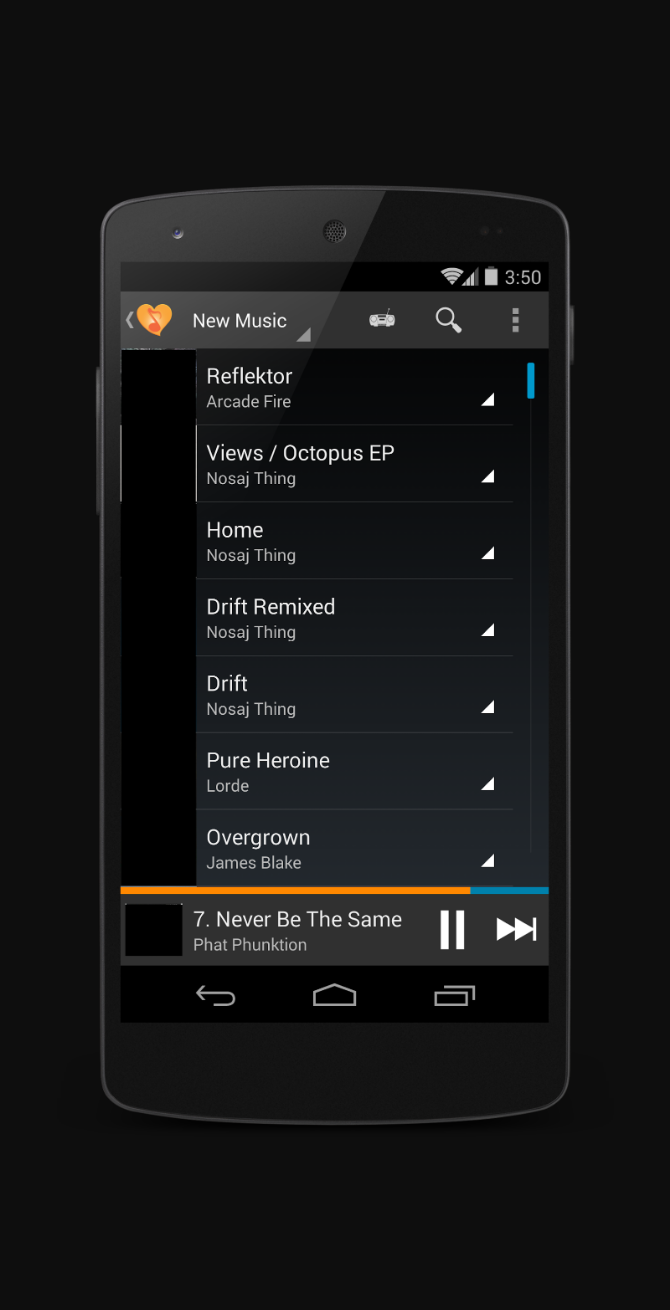 3:50
New Music
Reflektor
Arcade Fire
Views / Octopus EP
Nosaj Thing
Home
Nosaj Thing
Drift Remixed
Nosaj Thing
Drift
Nosaj Thing
Pure Heroine
Lorde
Overgrown
James Blake
7. Never Be The Same
Phat Phunktion